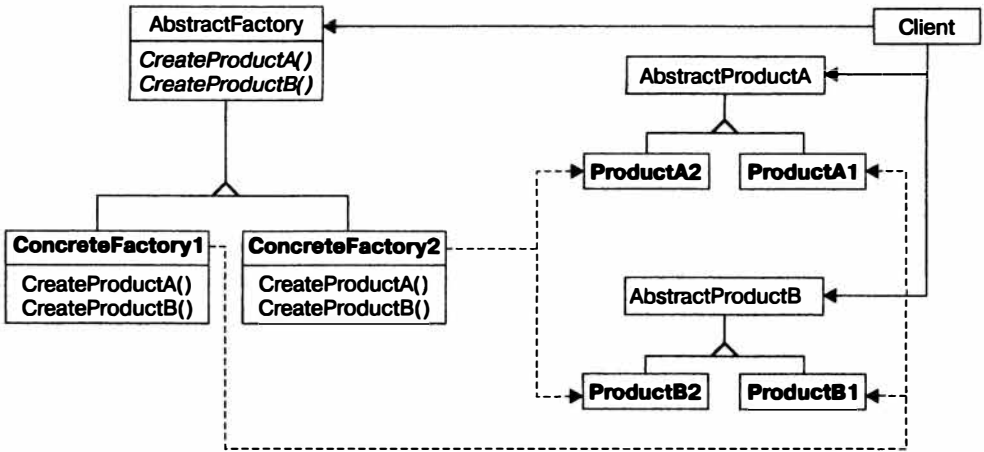 AbstractFactory
Client
CreateProductA()
CreateProductB()
AbstractProductA
ProductA2
ProductA1
ConcreteFactory1
ConcreteFactory2
CreateProductA()
CreateProductB()
CreateProductA()
CreateProductB()
AbstractProductB
ProductB2
ProductB1